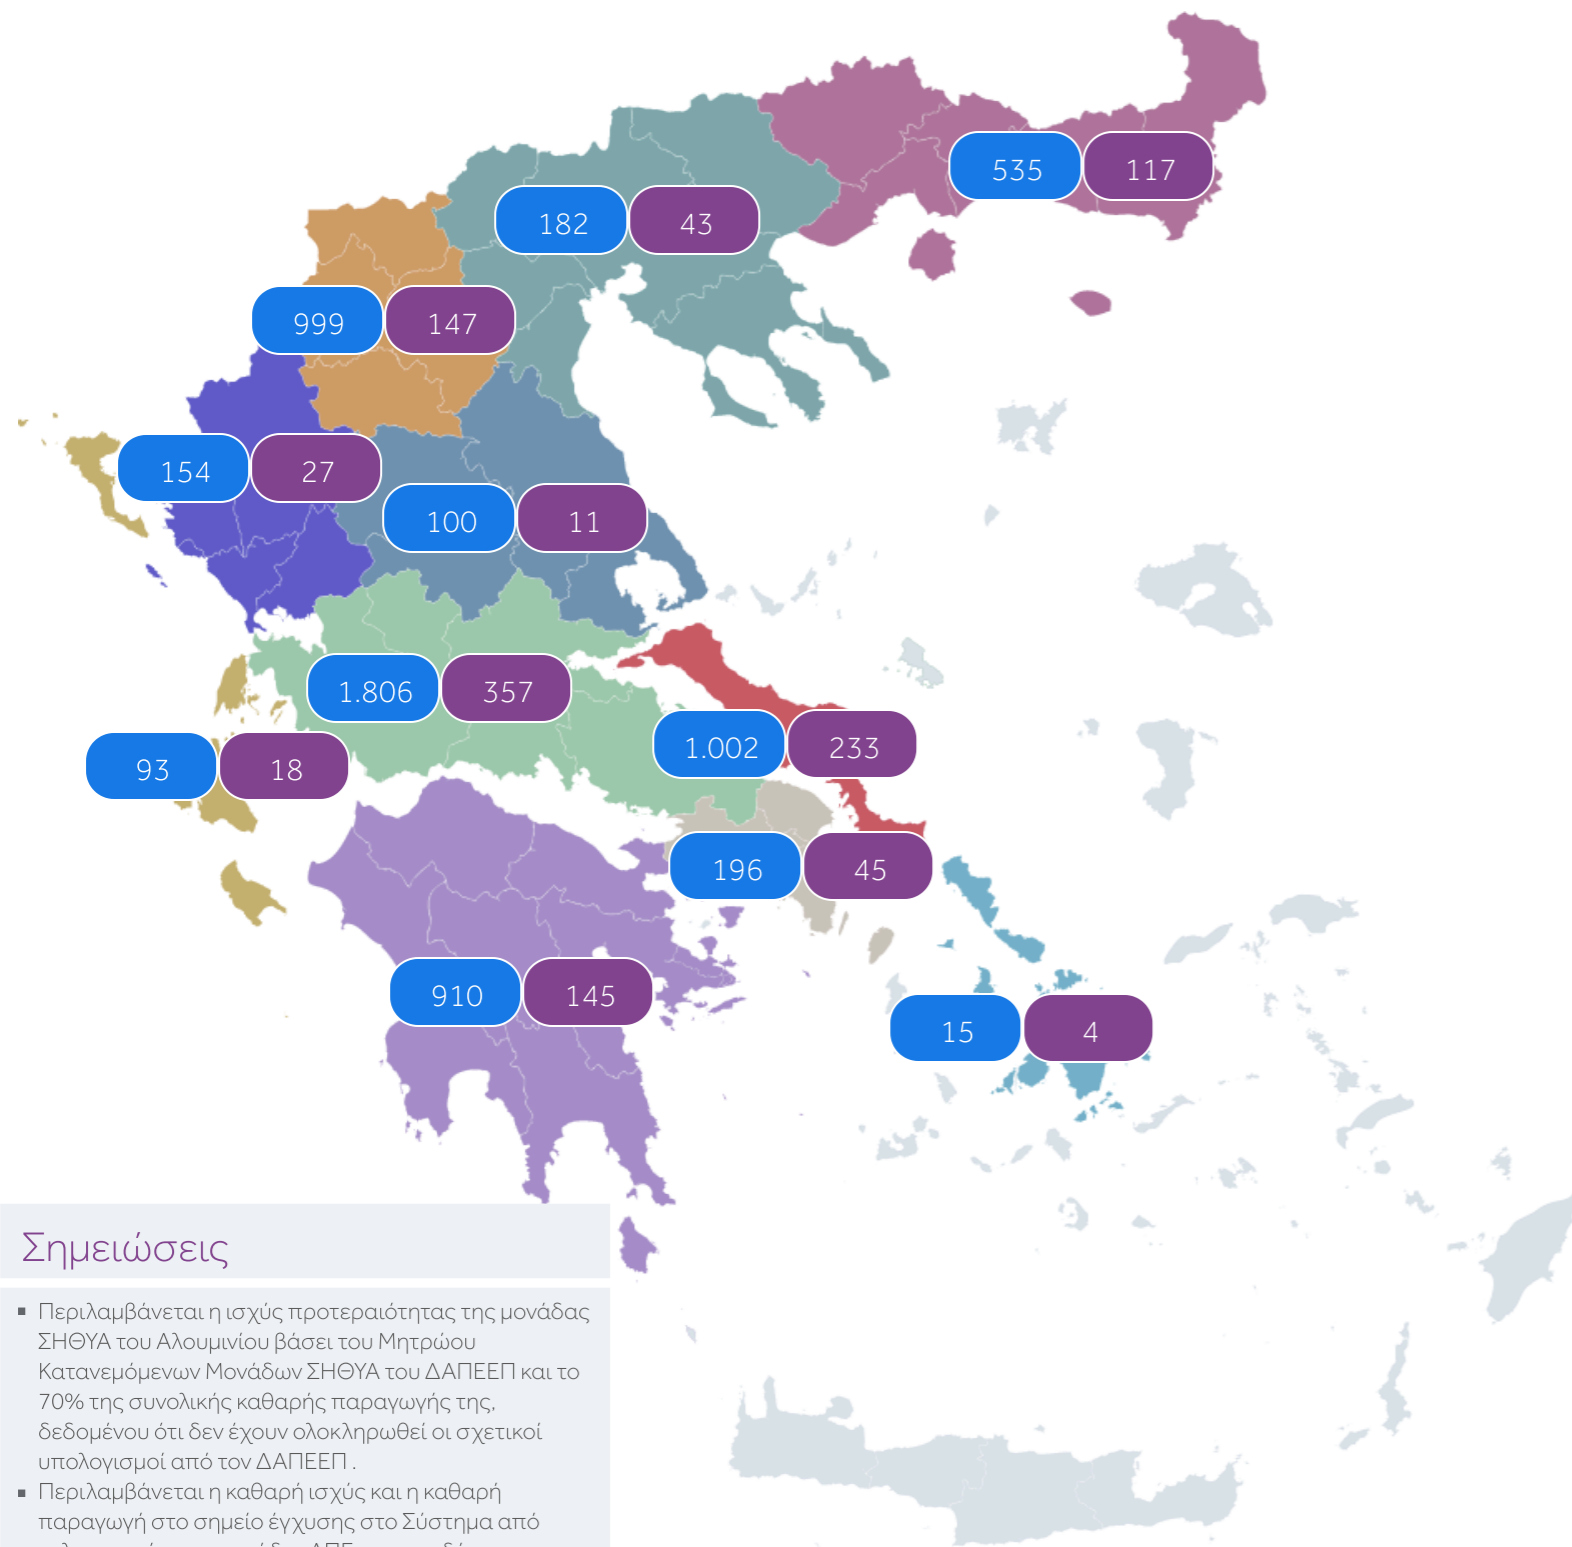 535 117
182 43
999 147
154 27
100 11
1.806 357
1.002 233
93 18
196 45
910 145
15 4
Σημειώσεις
▪ Περιλαμβάνεται η ισχύς προτεραιότητας της μονάδας
ΣΗΘΥΑ του Αλουμινίου βάσει του Μητρώου
Κατανεμόμενων Μονάδων ΣΗΘΥΑ του ΔΑΠΕΕΠ και το
70% της συνολικής καθαρής παραγωγής της,
δεδομένου ότι δεν έχουν ολοκληρωθεί οι σχετικοί
υπολογισμοί από τον ΔΑΠΕΕΠ .
▪ Περιλαμβάνεται η καθαρή ισχύς και η καθαρή
παραγωγή στο σημείο έγχυσης στο Σύστημα από